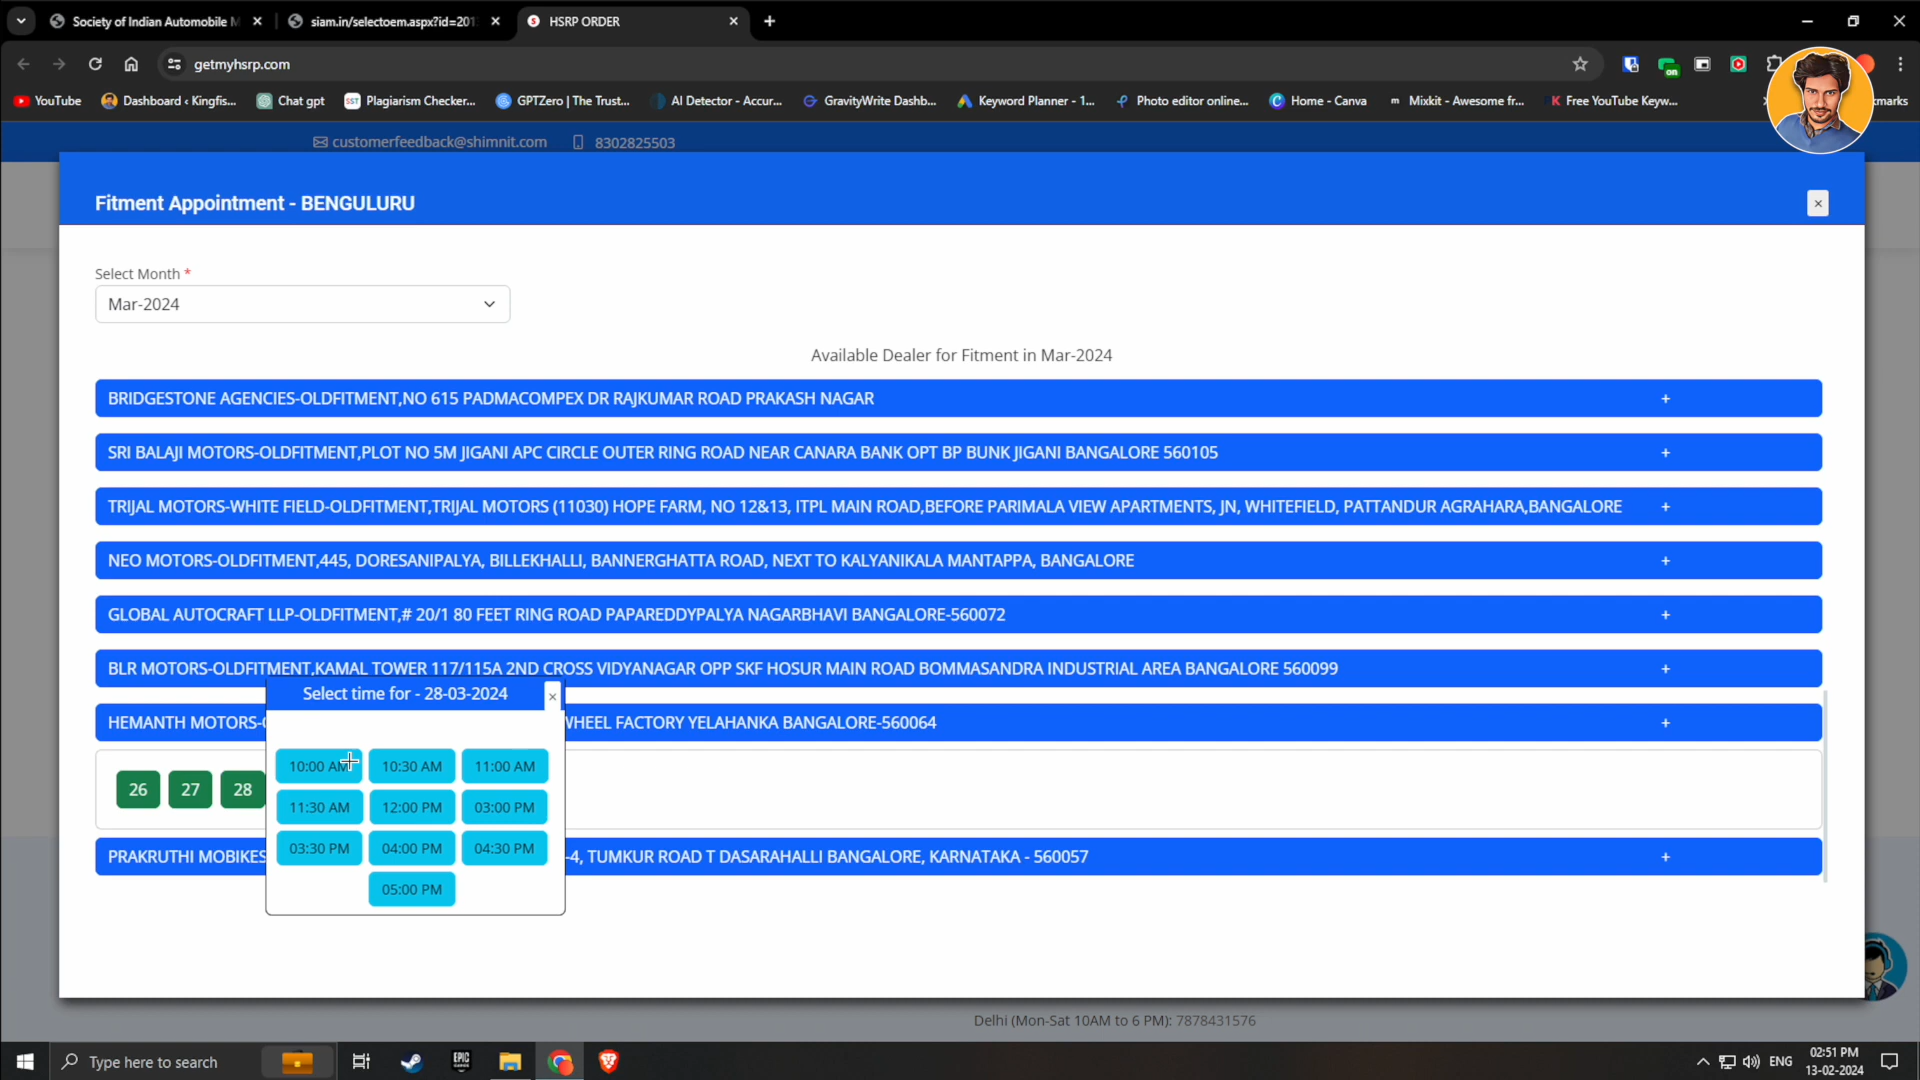 Society of Indian Automobile M
siam.in/selectoem.aspx?id=201
HSRP ORDER
getmyhsrp.com
on
YouTube
Dashboard ‹ Kingfis...
Chat gpt
SST
Plagiarism Checker...
GPTZero | The Trust...
AI Detector - Accur...
GravityWrite Dashb...
Keyword Planner - 1...
Photo editor online...
Home - Canva
m
Mixkit - Awesome fr...
Free YouTube Keyw...
kmarks
customerfeedback@shimnit.com
8302825503
Fitment Appointment - BENGULURU
×
Select Month *
Mar-2024
Available Dealer for Fitment in Mar-2024
BRIDGESTONE AGENCIES-OLDFITMENT,NO 615 PADMACOMPEX DR RAJKUMAR ROAD PRAKASH NAGAR +
SRI BALAJI MOTORS-OLDFITMENT,PLOT NO 5M JIGANI APC CIRCLE OUTER RING ROAD NEAR CANARA BANK OPT BP BUNK JIGANI BANGALORE 560105 +
TRIJAL MOTORS-WHITE FIELD-OLDFITMENT,TRIJAL MOTORS (11030) HOPE FARM, NO 12&13, ITPL MAIN ROAD,BEFORE PARIMALA VIEW APARTMENTS, JN, WHITEFIELD, PATTANDUR AGRAHARA,BANGALORE +
NEO MOTORS-OLDFITMENT,445, DORESANIPALYA, BILLEKHALLI, BANNERGHATTA ROAD, NEXT TO KALYANIKALA MANTAPPA, BANGALORE +
GLOBAL AUTOCRAFT LLP-OLDFITMENT,# 20/1 80 FEET RING ROAD PAPAREDDYPALYA NAGARBHAVI BANGALORE-560072 +
BLR MOTORS-OLDFITMENT,KAMAL TOWER 117/115A 2ND CROSS VIDYANAGAR OPP SKF HOSUR MAIN ROAD BOMMASANDRA INDUSTRIAL AREA BANGALORE 560099 +
Select time for - 28-03-2024 ×
HEMANTH MOTORS- WHEEL FACTORY YELAHANKA BANGALORE-560064 +
10:00 AM 10:30 AM 11:00 AM
26 27 28
11:30 AM 12:00 PM 03:00 PM
03:30 PM 04:00 PM 04:30 PM
PRAKRUTHI MOBIKES -4, TUMKUR ROAD T DASARAHALLI BANGALORE, KARNATAKA - 560057 +
05:00 PM
Delhi (Mon-Sat 10AM to 6 PM): 7878431576
Type here to search
EPIC
ENG
02:51 PM
13-02-2024